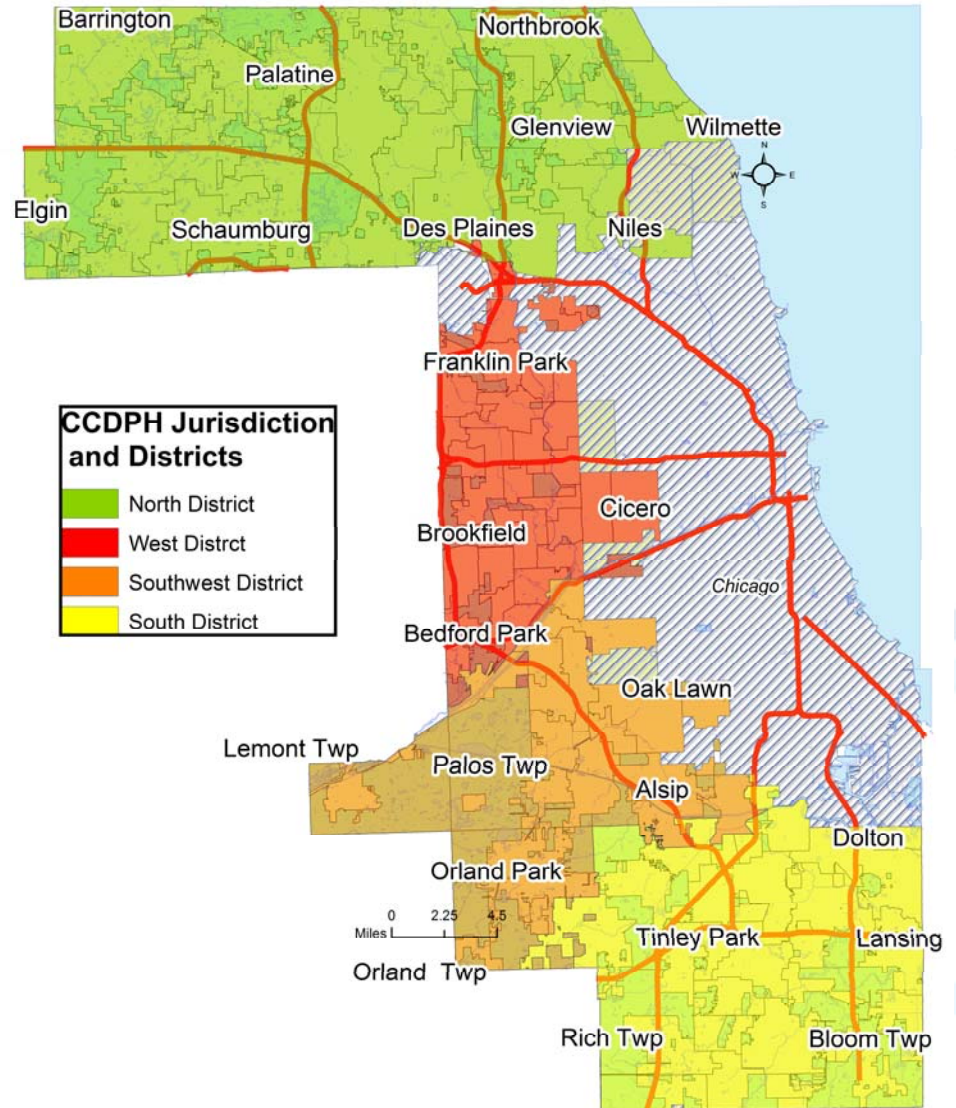 Barrington
Northbrook
Palatine
Glenview
Wilmette
N
W
E
S
Elgin
Schaumburg
Des Plaines
Niles
Franklin Park
CCDPH Jurisdiction
and Districts
North District
West Distrct
Southwest District
South District
Cicero
Brookfield
Chicago
Bedford Park
Oak Lawn
Lemont Twp
Palos Twp
Alsip
Dolton
Orland Park
0 2.25 4.5
Miles
Tinley Park
Lansing
Orland Twp
Rich Twp
Bloom Twp